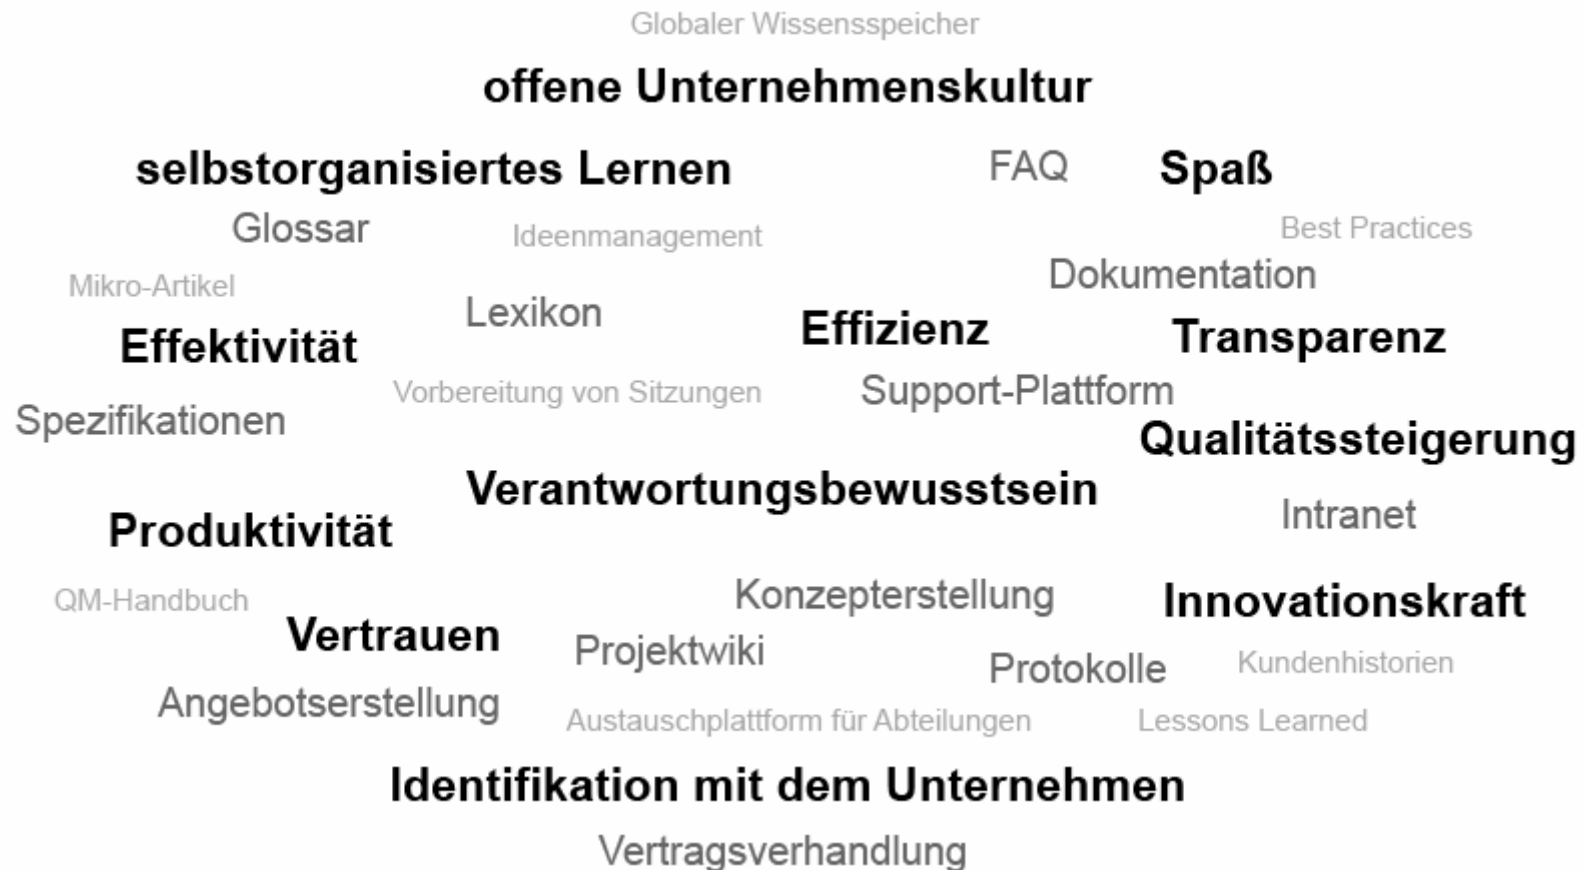 Globaler Wissensspeicher
offene Unternehmenskultur
selbstorganisiertes Lernen
FAQ
Spaß
Glossar
Ideenmanagement
Best Practices
Mikro-Artikel
Lexikon
Dokumentation
Effektivität
Effizienz
Transparenz
Vorbereitung von Sitzungen
Support-Plattform
Spezifikationen
Qualitätssteigerung
Verantwortungsbewusstsein
Produktivität
Intranet
QM-Handbuch
Konzepterstellung
Innovationskraft
Vertrauen
Projektwiki
Protokolle
Kundenhistorien
Angebotserstellung
Austauschplattform für Abteilungen
Lessons Learned
Identifikation mit dem Unternehmen
Vertragsverhandlung